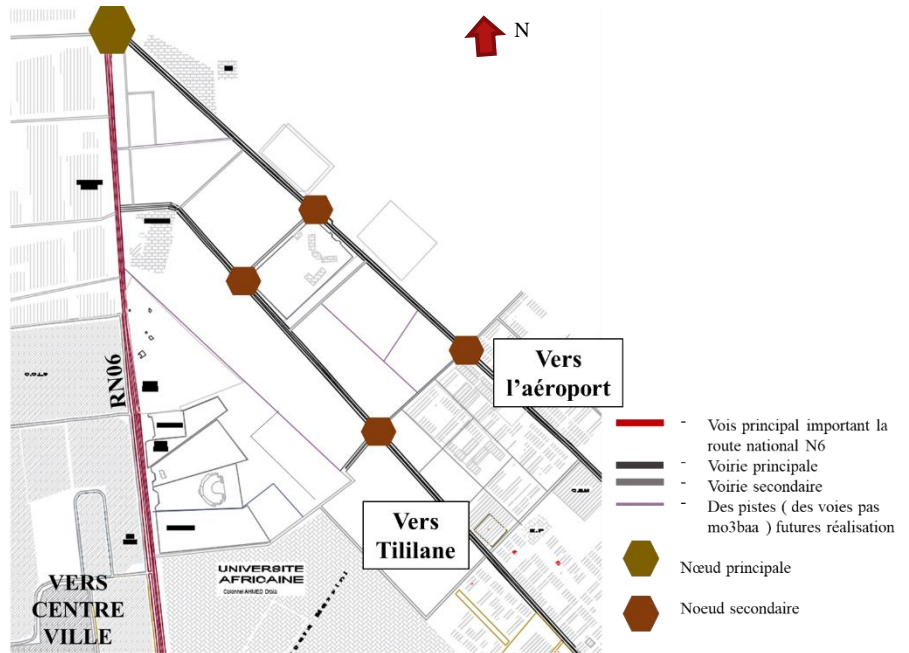 N
RN06
Vers
l'aéroport
Vers
Tililane
UNIVERSITE
AFRICAINE
Colonel AHMED Draia
VERS
CENTRE
VILLE
- Vois principal important la
route national N6
- Voirie principale
- Voirie secondaire
- Des pistes ( des voies pas
mo3baa ) futures réalisation
Nœud principale
Noeud secondaire